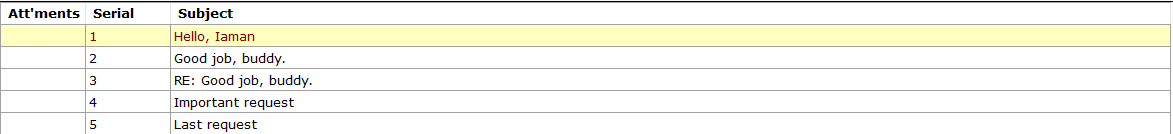 Att'ments Serial Subject
1 Hello, Iaman
2 Good job, buddy.
3 RE: Good job, buddy.
4 Important request
5 Last request